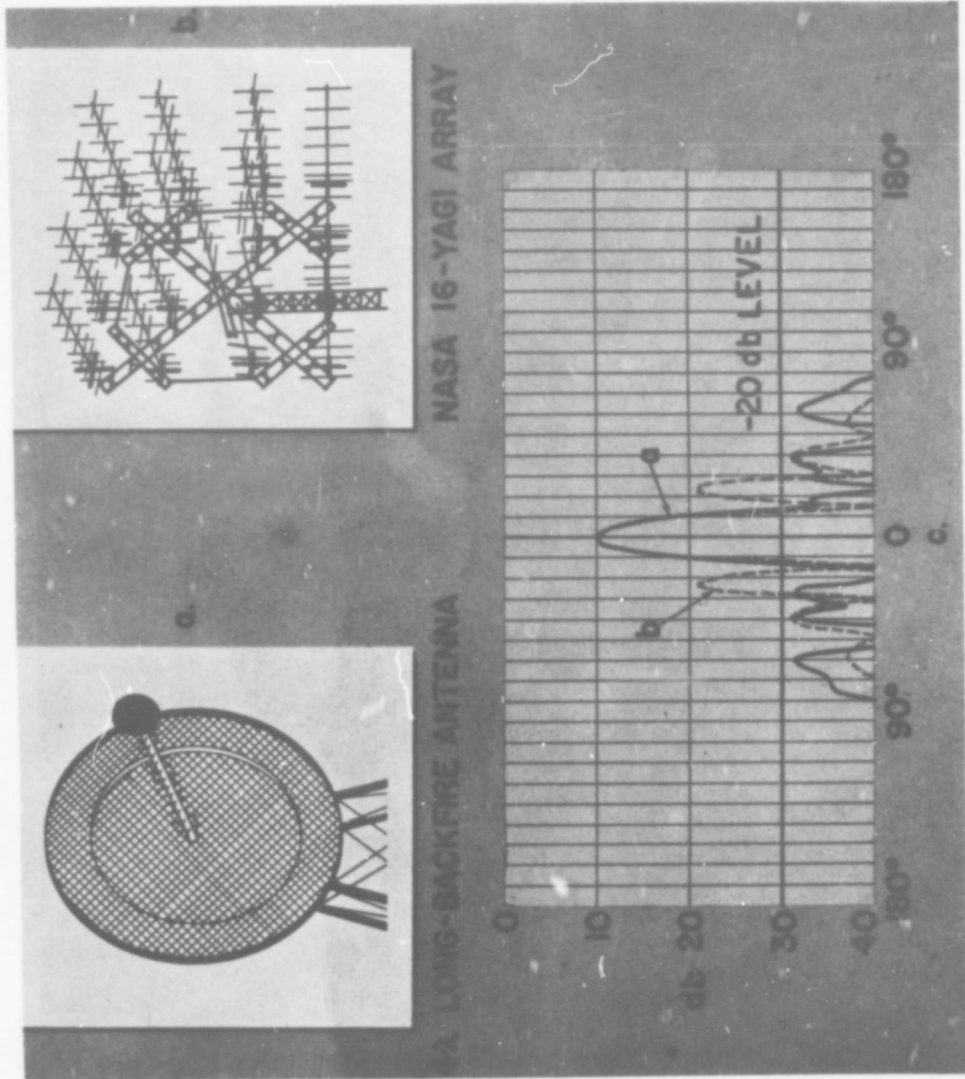 a.
b.
4λ LONG-BACKFIRE ANTENNA
NASA 16-YAGI ARRAY
0
10
20
30
40
db
-20 db LEVEL
a
b
180°
90°
0
90°
180°
c.